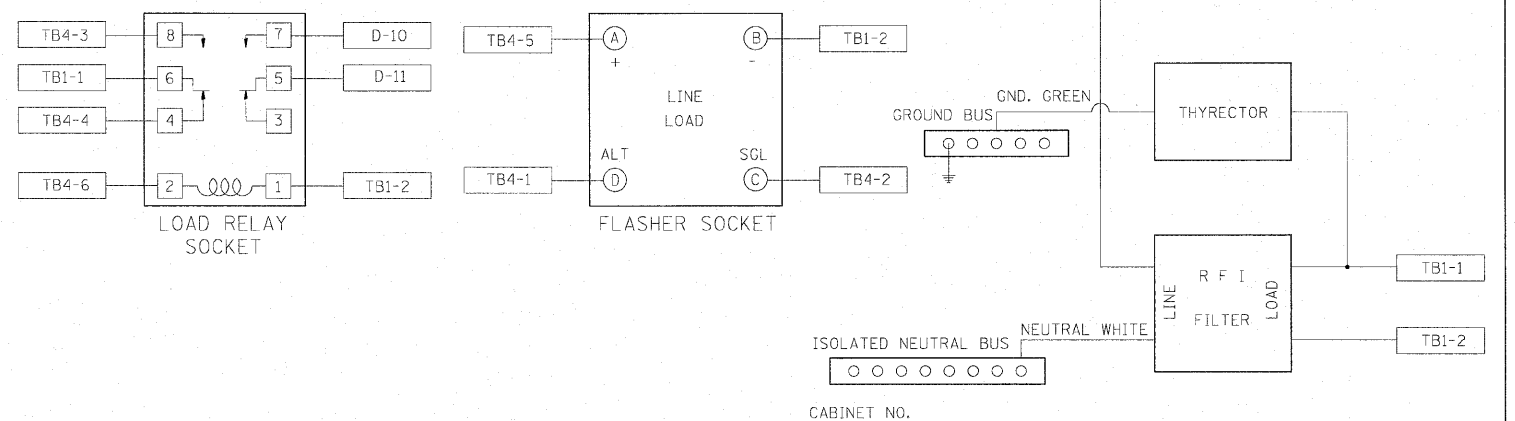 TB4-3
8
7
D-10
TB1-1
6
5
D-11
TB4-4
4
3
TB4-6
2
1
TB1-2
LOAD RELAY
SOCKET
TB4-5
A
B
TB1-2
+
-
LINE
LOAD
ALT
SGL
TB4-1
D
C
TB4-2
FLASHER SOCKET
GND. GREEN
GROUND BUS
THYRECTOR
LINE
R F I
FILTER
LOAD
TB1-1
TB1-2
NEUTRAL WHITE
ISOLATED NEUTRAL BUS
CABINET NO.